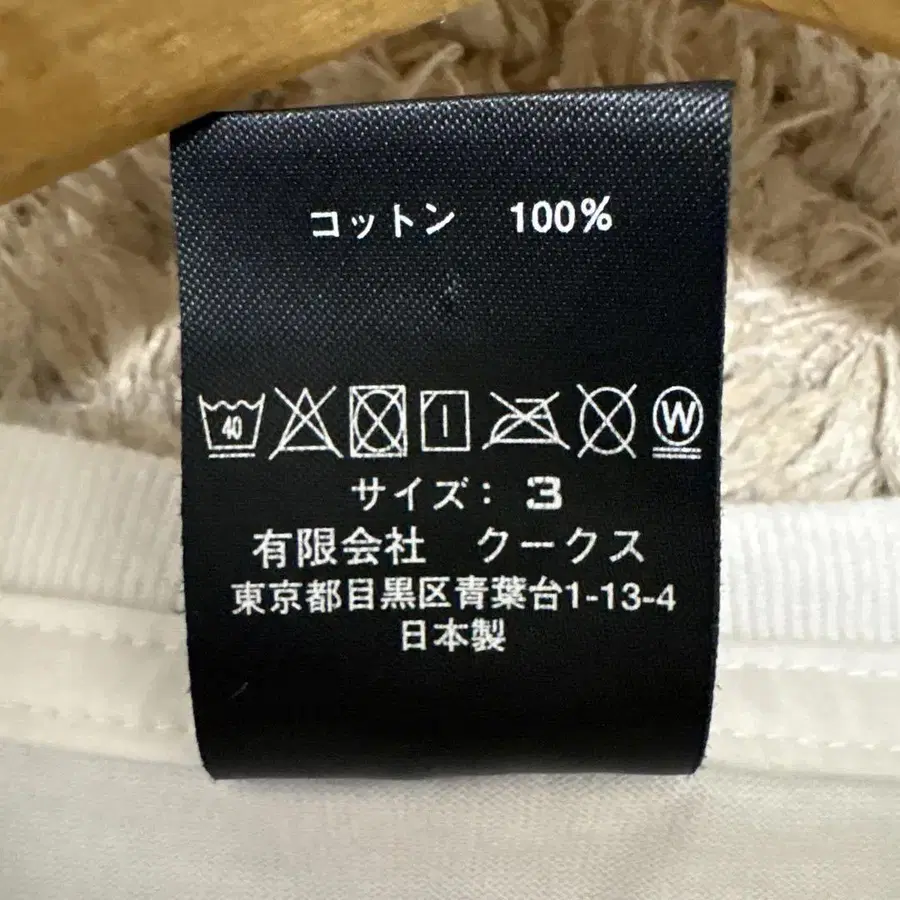 コットン 100%
40 W
サイズ: 3
有限会社 クークス
東京都目黒区青葉台1-13-4
日本製